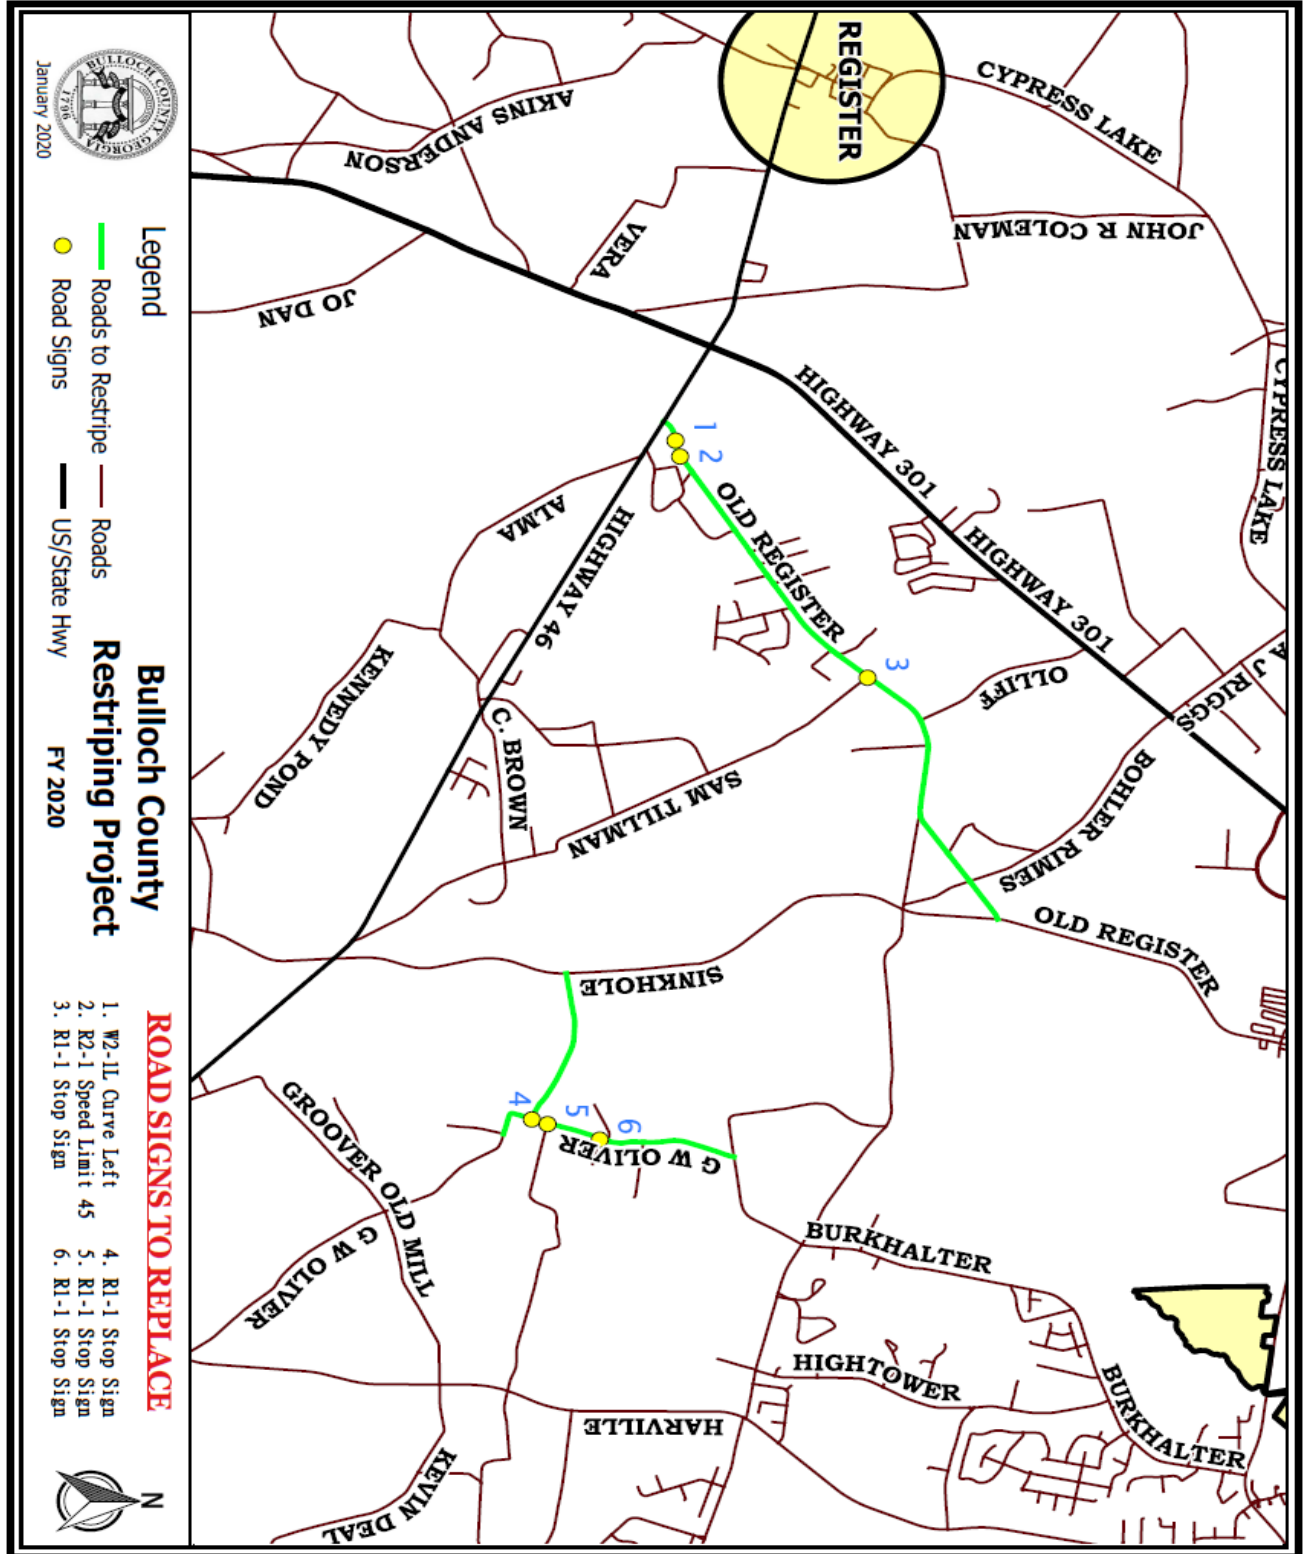 REGISTER
CYPRESS LAKE
AKINS ANDERSON
JOHN R COLEMAN
VERA
JO DAN
CYPRESS LAKE
HIGHWAY 301
HIGHWAY 301
1
2
OLD REGISTER
3
ALMA
HIGHWAY 46
OLLIFF
A J RIGGS
KENNEDY POND
C. BROWN
SAM TILLMAN
BOHLER RIMES
OLD REGISTER
SINKHOLE
4
5
6
G W OLIVER
GROOVER OLD MILL
G W OLIVER
BURKHALTER
HIGHTOWER
BURKHALTER
HARVILLE
KEVIN DEAL
BULLOCH COUNTY GEORGIA
1796
January 2020
Legend
Roads to Restripe
Roads
Road Signs
US/State Hwy
Bulloch County
Restriping Project
FY 2020
ROAD SIGNS TO REPLACE
1. W2-1L Curve Left
2. R2-1 Speed Limit 45
3. R1-1 Stop Sign
4. R1-1 Stop Sign
5. R1-1 Stop Sign
6. R1-1 Stop Sign
N